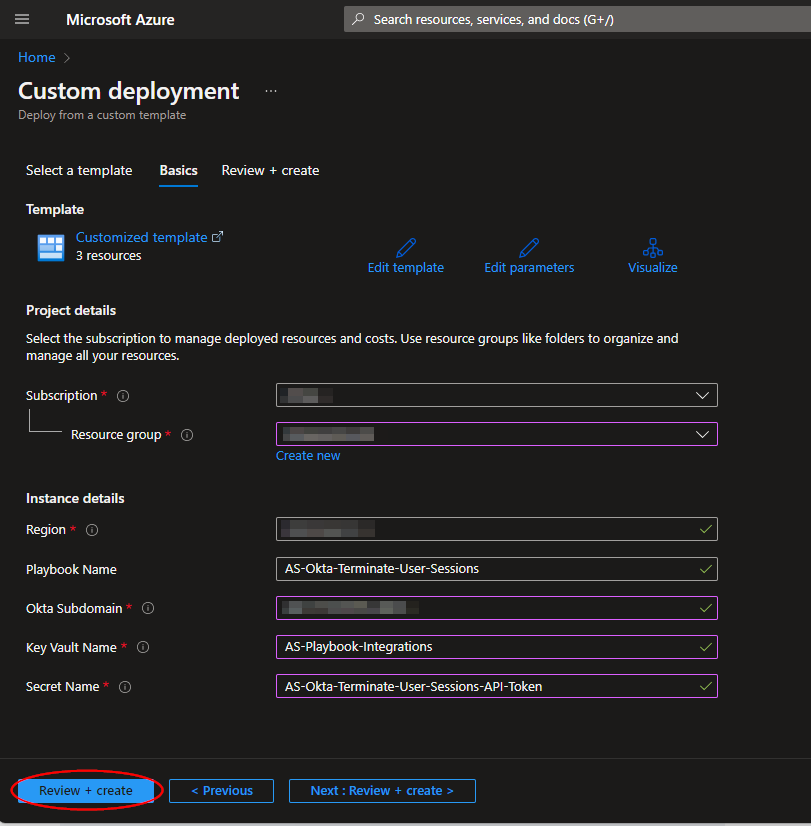 Microsoft Azure
Search resources, services, and docs (G+/)
Home >
Custom deployment ...
Deploy from a custom template
Select a template Basics Review + create
Template
Customized template
3 resources
Edit template Edit parameters Visualize
Project details
Select the subscription to manage deployed resources and costs. Use resource groups like folders to organize and
manage all your resources.
Subscription *
Resource group *
Create new
Instance details
Region *
Playbook Name AS-Okta-Terminate-User-Sessions
Okta Subdomain *
Key Vault Name * AS-Playbook-Integrations
Secret Name * AS-Okta-Terminate-User-Sessions-API-Token
Review + create < Previous Next : Review + create >